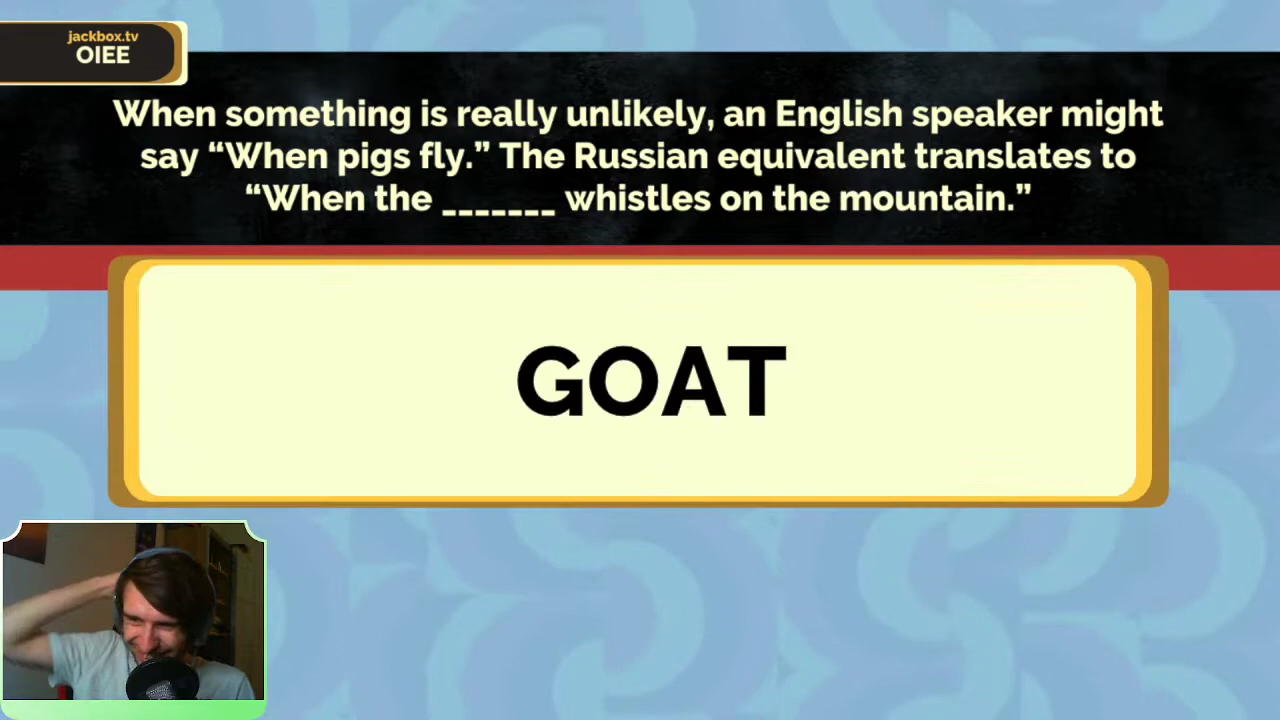 jackbox.tv
OIEE
When something is really unlikely, an English speaker might
say “When pigs fly.” The Russian equivalent translates to
“When the _______ whistles on the mountain.”
GOAT